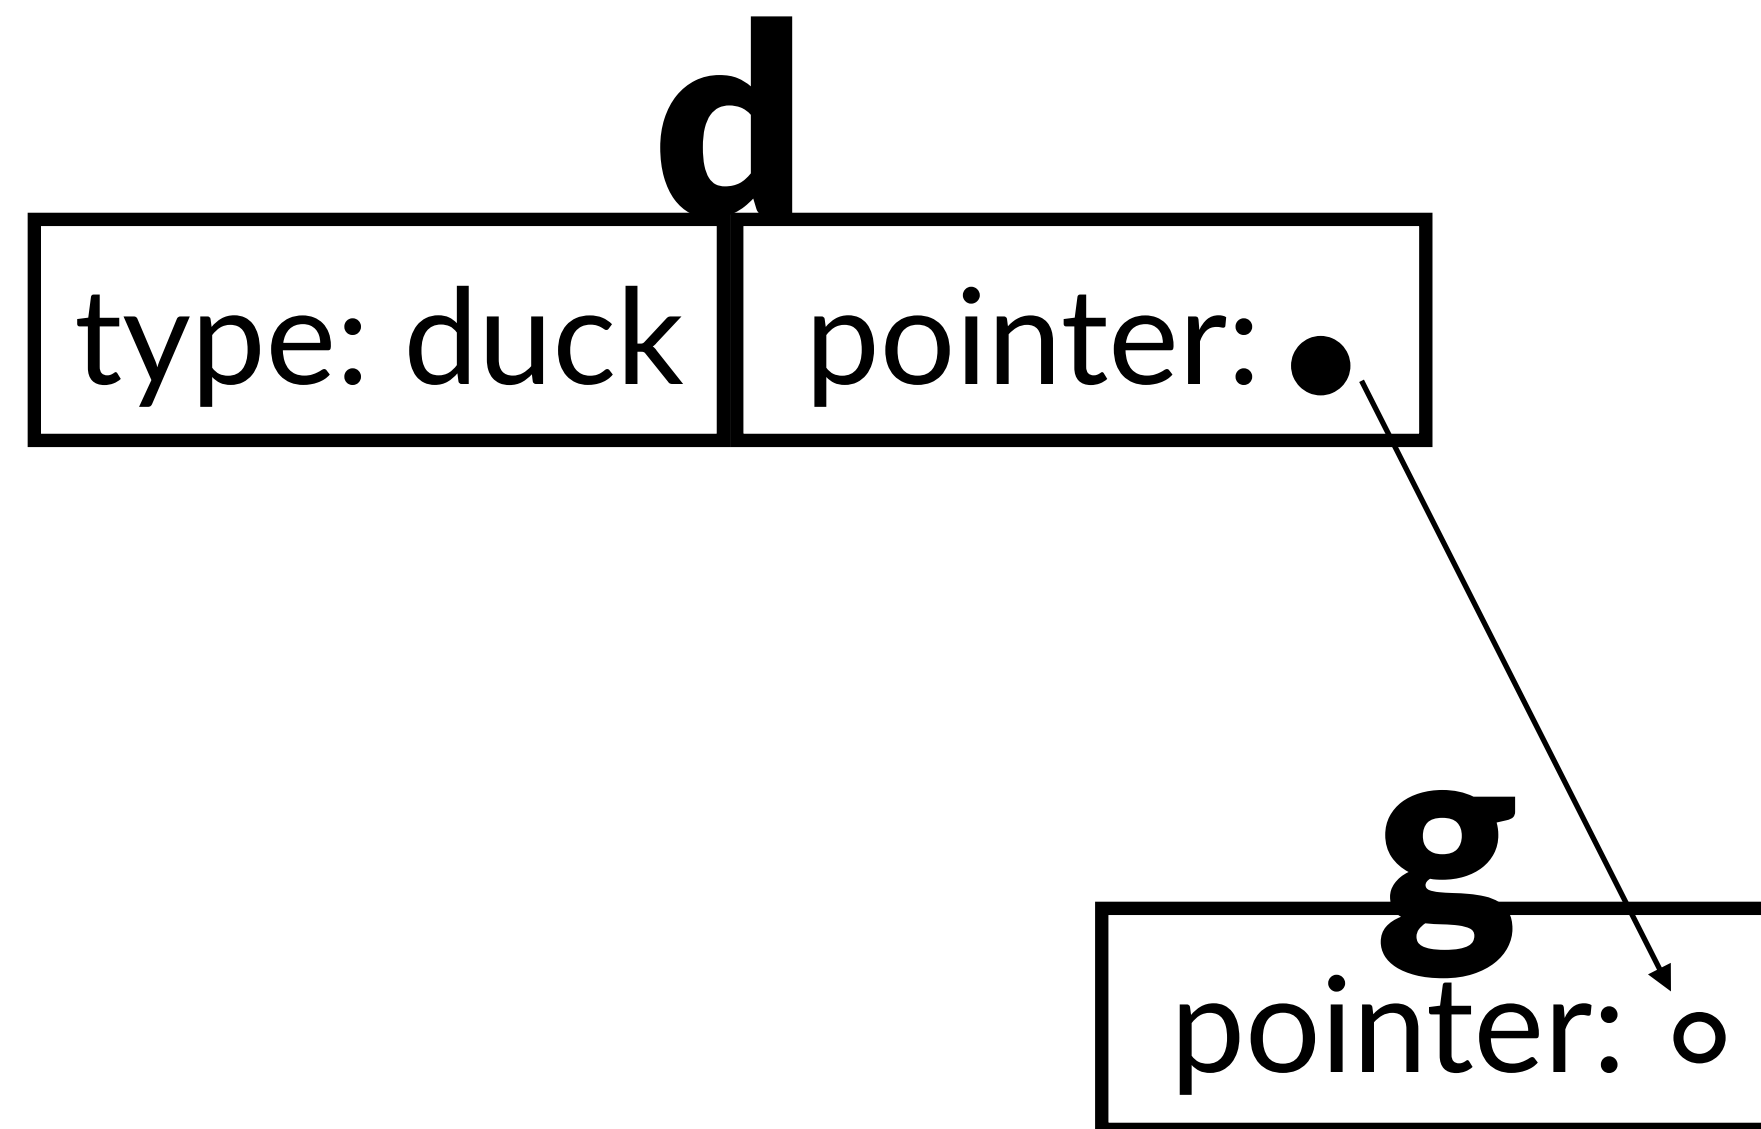 d
type: duck pointer: ●
g
pointer: ○